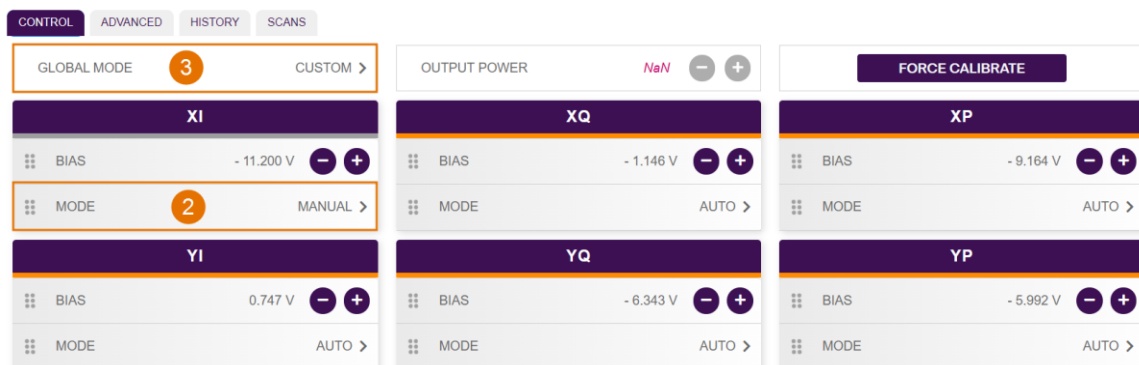 CONTROL ADVANCED HISTORY SCANS
GLOBAL MODE 3 CUSTOM > OUTPUT POWER NaN − + FORCE CALIBRATE
XI XQ XP
BIAS - 11.200 V − + BIAS - 1.146 V − + BIAS - 9.164 V − +
MODE 2 MANUAL > MODE AUTO > MODE AUTO >
YI YQ YP
BIAS 0.747 V − + BIAS - 6.343 V − + BIAS - 5.992 V − +
MODE AUTO > MODE AUTO > MODE AUTO >